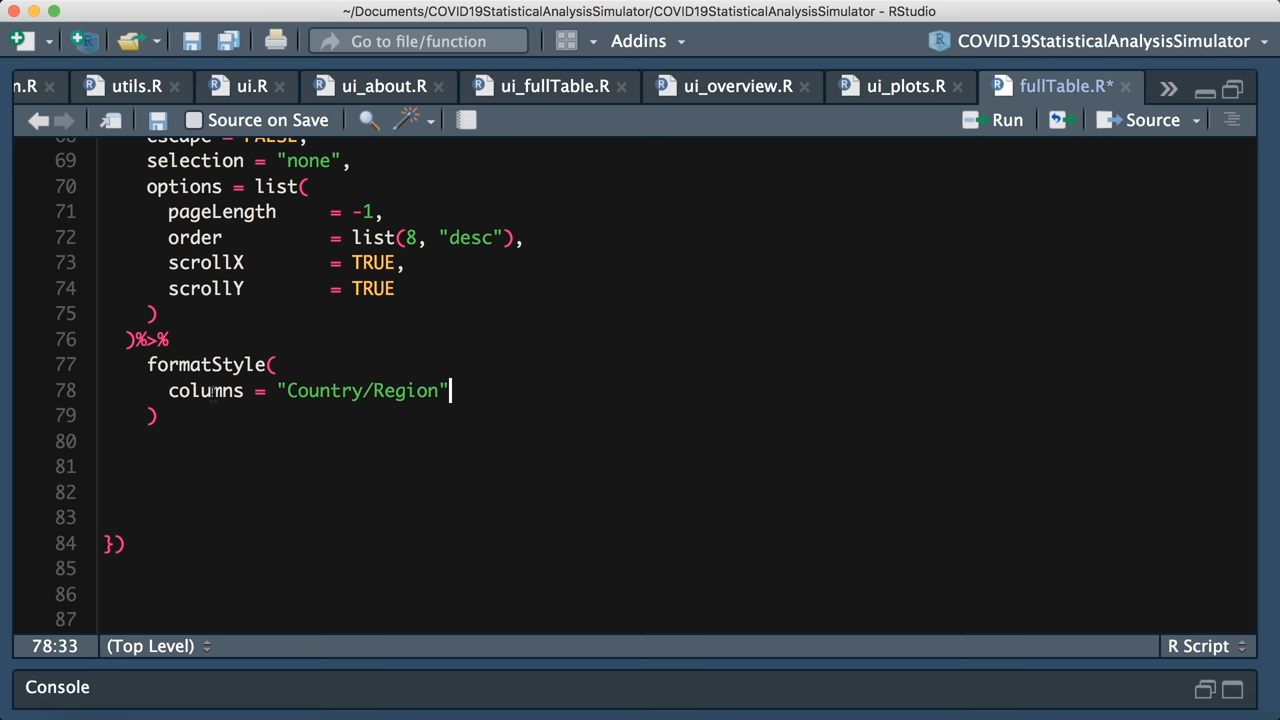 ~/Documents/COVID19StatisticalAnalysisSimulator/COVID19StatisticalAnalysisSimulator - RStudio
Go to file/function Addins COVID19StatisticalAnalysisSimulator
n.R utils.R ui.R ui_about.R ui_fullTable.R ui_overview.R ui_plots.R fullTable.R*
Source on Save Run Source
68 escape = FALSE,
69 selection = "none",
70 options = list(
71 pageLength = -1,
72 order = list(8, "desc"),
73 scrollX = TRUE,
74 scrollY = TRUE
75 )
76 )%>%
77 formatStyle(
78 columns = "Country/Region"
79 )
80
81
82
83
84 })
85
86
87
78:33 (Top Level) R Script
Console